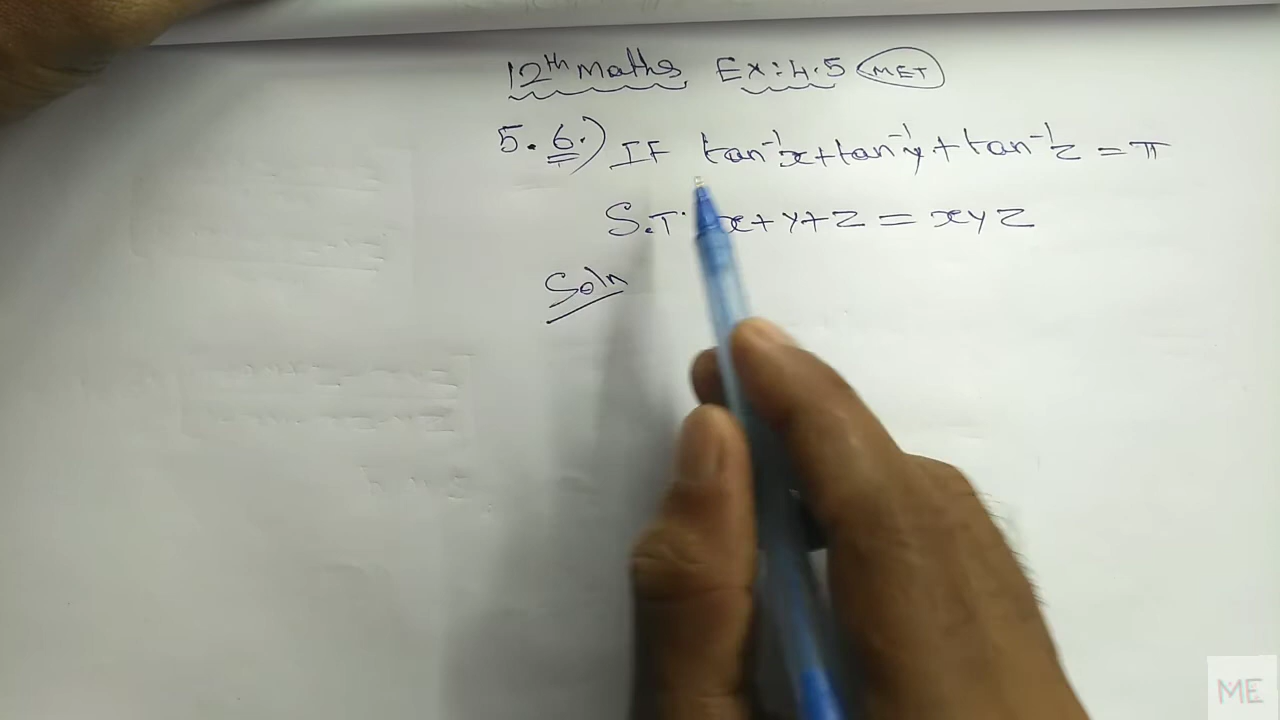 12th maths Ex: 4.5 MET
5. 6.) IF tan⁻¹x + tan⁻¹y + tan⁻¹z = π
S.T. x + y + z = xyz
Soln
ME